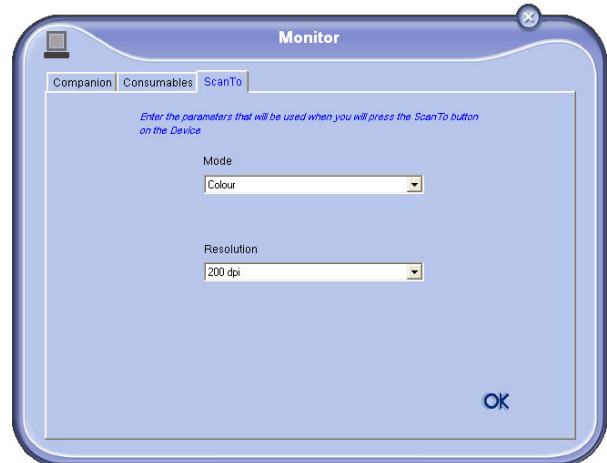 Monitor
Companion Consumables ScanTo
Enter the parameters that will be used when you will press the ScanTo button
on the Device
Mode
Colour
Resolution
200 dpi
OK